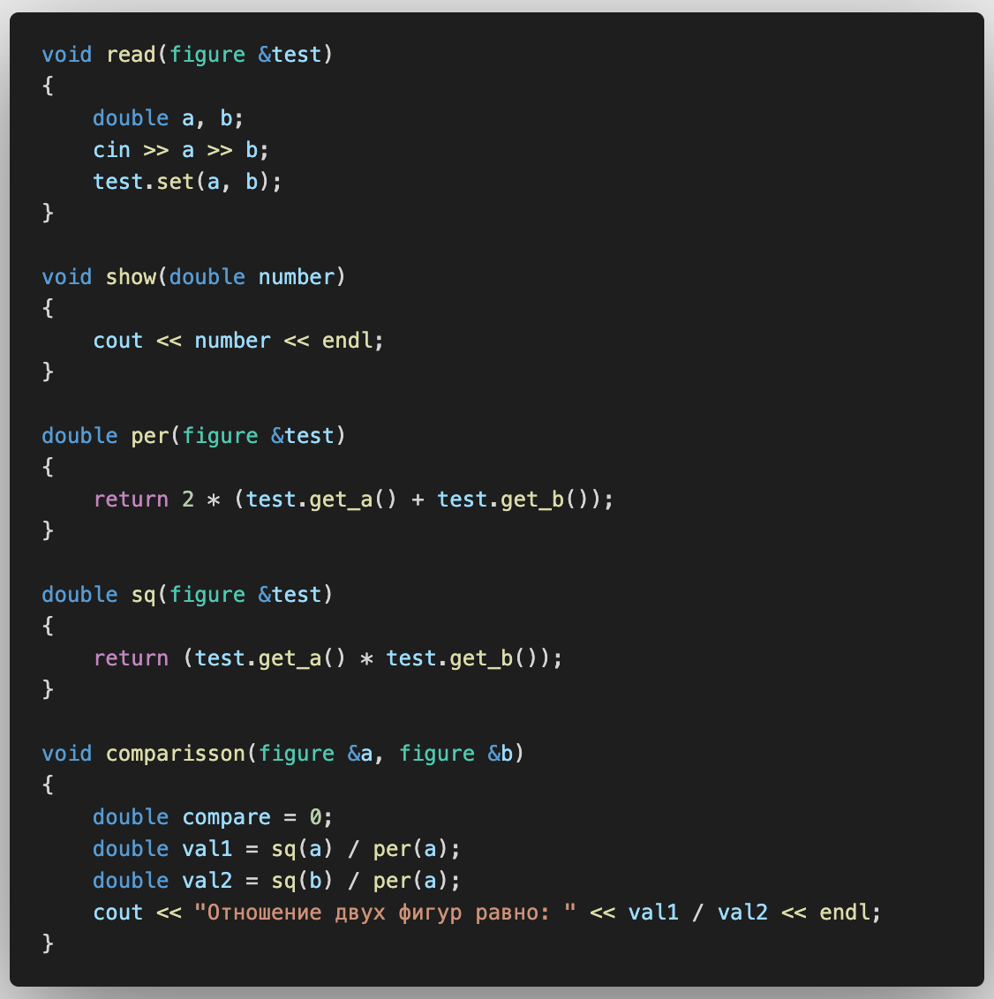 void read(figure &test)
{
    double a, b;
    cin >> a >> b;
    test.set(a, b);
}

void show(double number)
{
    cout << number << endl;
}

double per(figure &test)
{
    return 2 * (test.get_a() + test.get_b());
}

double sq(figure &test)
{
    return (test.get_a() * test.get_b());
}

void comparisson(figure &a, figure &b)
{
    double compare = 0;
    double val1 = sq(a) / per(a);
    double val2 = sq(b) / per(a);
    cout << "Отношение двух фигур равно: " << val1 / val2 << endl;
}